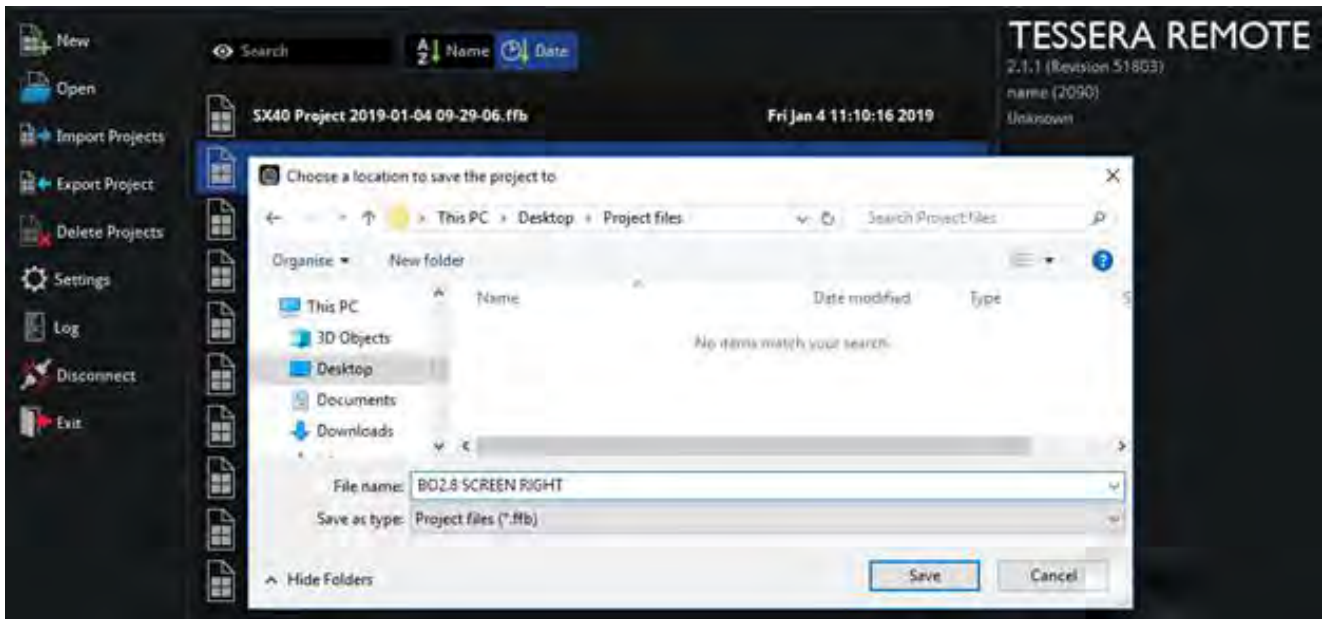 TESSERA REMOTE
2.1.1 (Revision 51803)
name (2090)
Unknown
New
Open
Import Projects
Export Project
Delete Projects
Settings
Log
Disconnect
Exit
Search
A Z Name
Date
SX40 Project 2019-01-04 09-29-06.ffb Fri Jan 4 11:10:16 2019
Choose a location to save the project to
This PC > Desktop > Project files
Search Project files
Organise
New folder
This PC
3D Objects
Desktop
Documents
Downloads
Name Date modified Type S
No items match your search.
File name: BO2.8 SCREEN RIGHT
Save as type: Project files (*.ffb)
Hide Folders
Save
Cancel